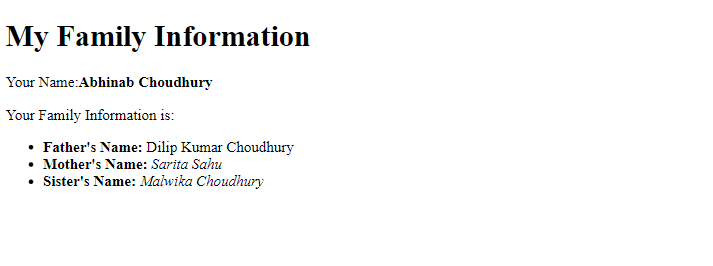 My Family Information
Your Name:Abhinab Choudhury
Your Family Information is:
• Father's Name: Dilip Kumar Choudhury
• Mother's Name: Sarita Sahu
• Sister's Name: Malwika Choudhury